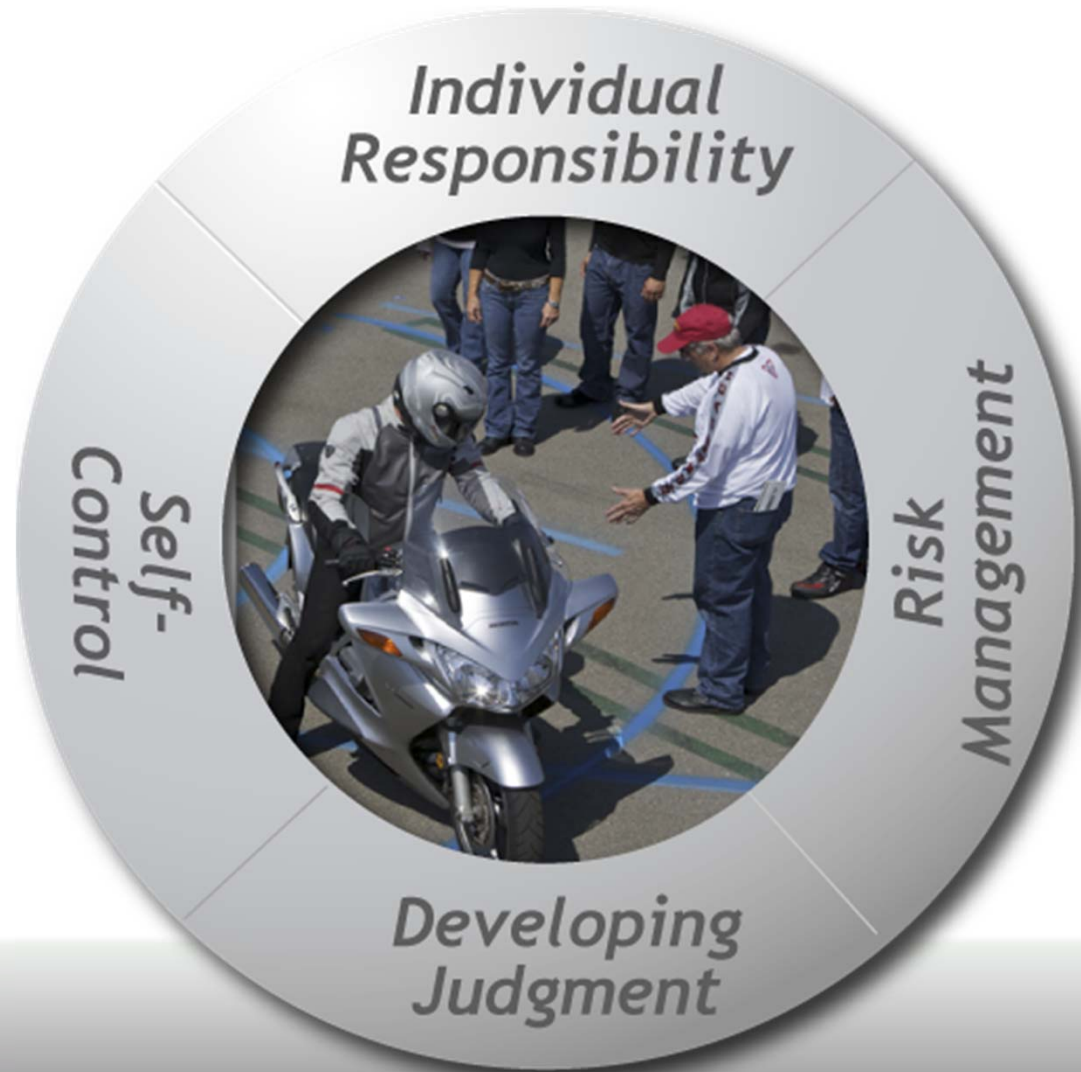 Individual
Responsibility
Risk
Management
Developing
Judgment
Self-
Control